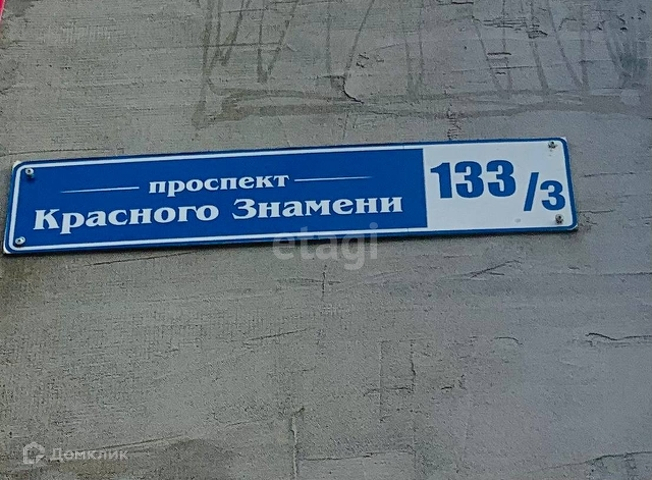 проспект
Красного Знамени
133/3
etagi
Домклик